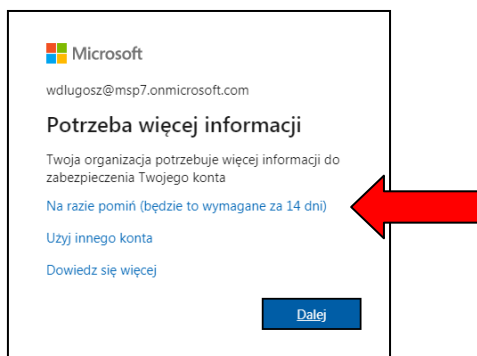 Microsoft
wdlugosz@msp7.onmicrosoft.com
Potrzeba więcej informacji
Twoja organizacja potrzebuje więcej informacji do
zabezpieczenia Twojego konta
Na razie pomiń (będzie to wymagane za 14 dni)
Użyj innego konta
Dowiedz się więcej
Dalej